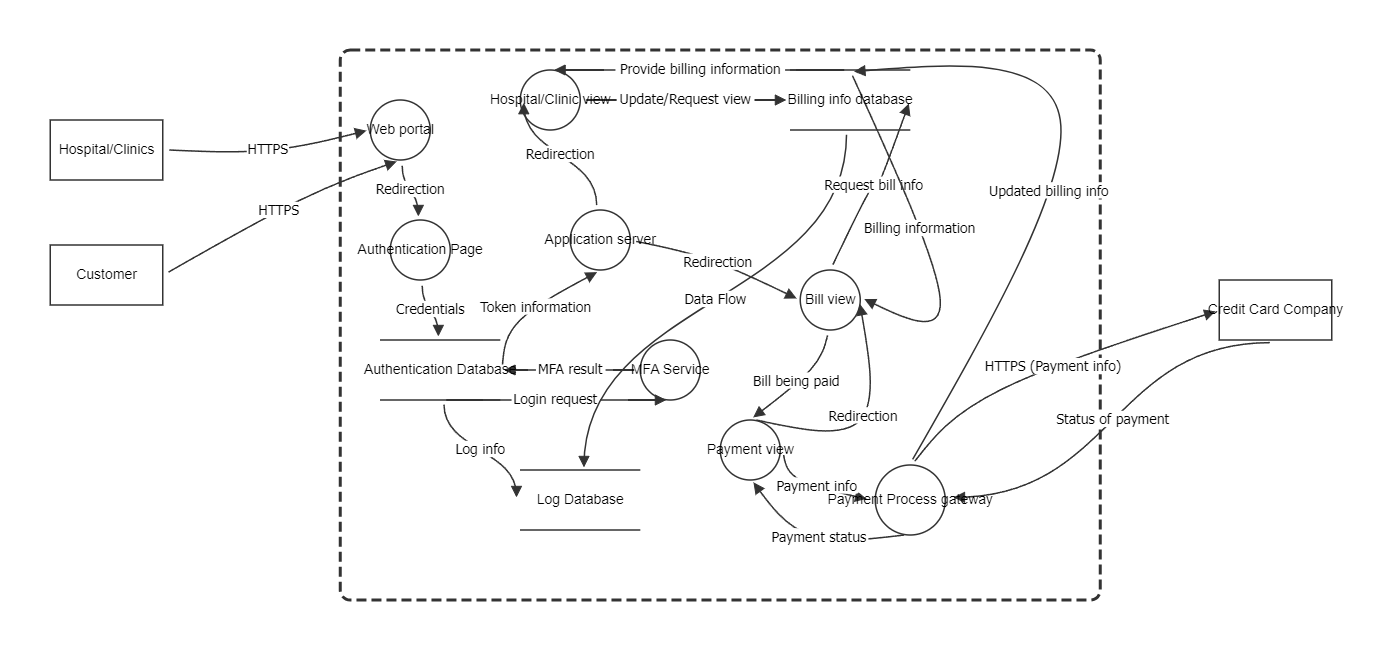 Provide billing information
Hospital/Clinic view
Update/Request view
Billing info database
Web portal
Hospital/Clinics
HTTPS
Redirection
Redirection
Request bill info
Updated billing info
HTTPS
Billing information
Application server
Authentication Page
Redirection
Customer
Data Flow
Bill view
Token information
Credentials
Credit Card Company
Authentication Database
MFA result
MFA Service
HTTPS (Payment info)
Bill being paid
Login request
Redirection
Status of payment
Log info
Payment view
Payment info
Log Database
Payment Process gateway
Payment status